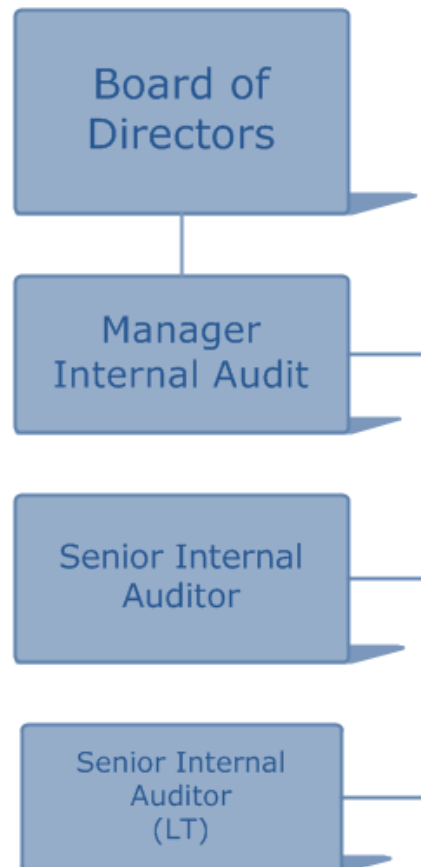 Board of
Directors
Manager
Internal Audit
Senior Internal
Auditor
Senior Internal
Auditor
(LT)